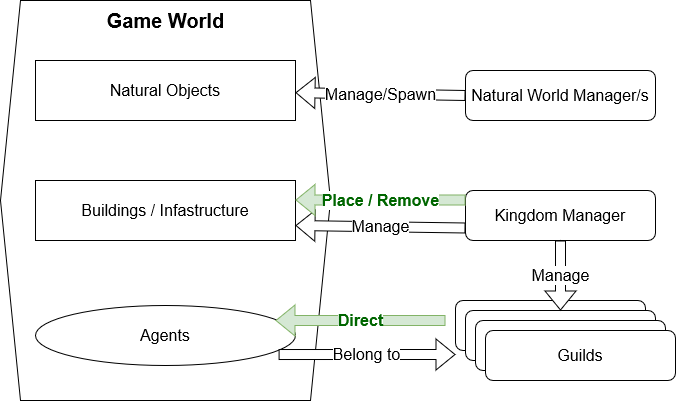 Game World
Natural Objects
Manage/Spawn
Natural World Manager/s
Place / Remove
Buildings / Infastructure
Kingdom Manager
Manage
Manage
Direct
Agents
Belong to
Guilds